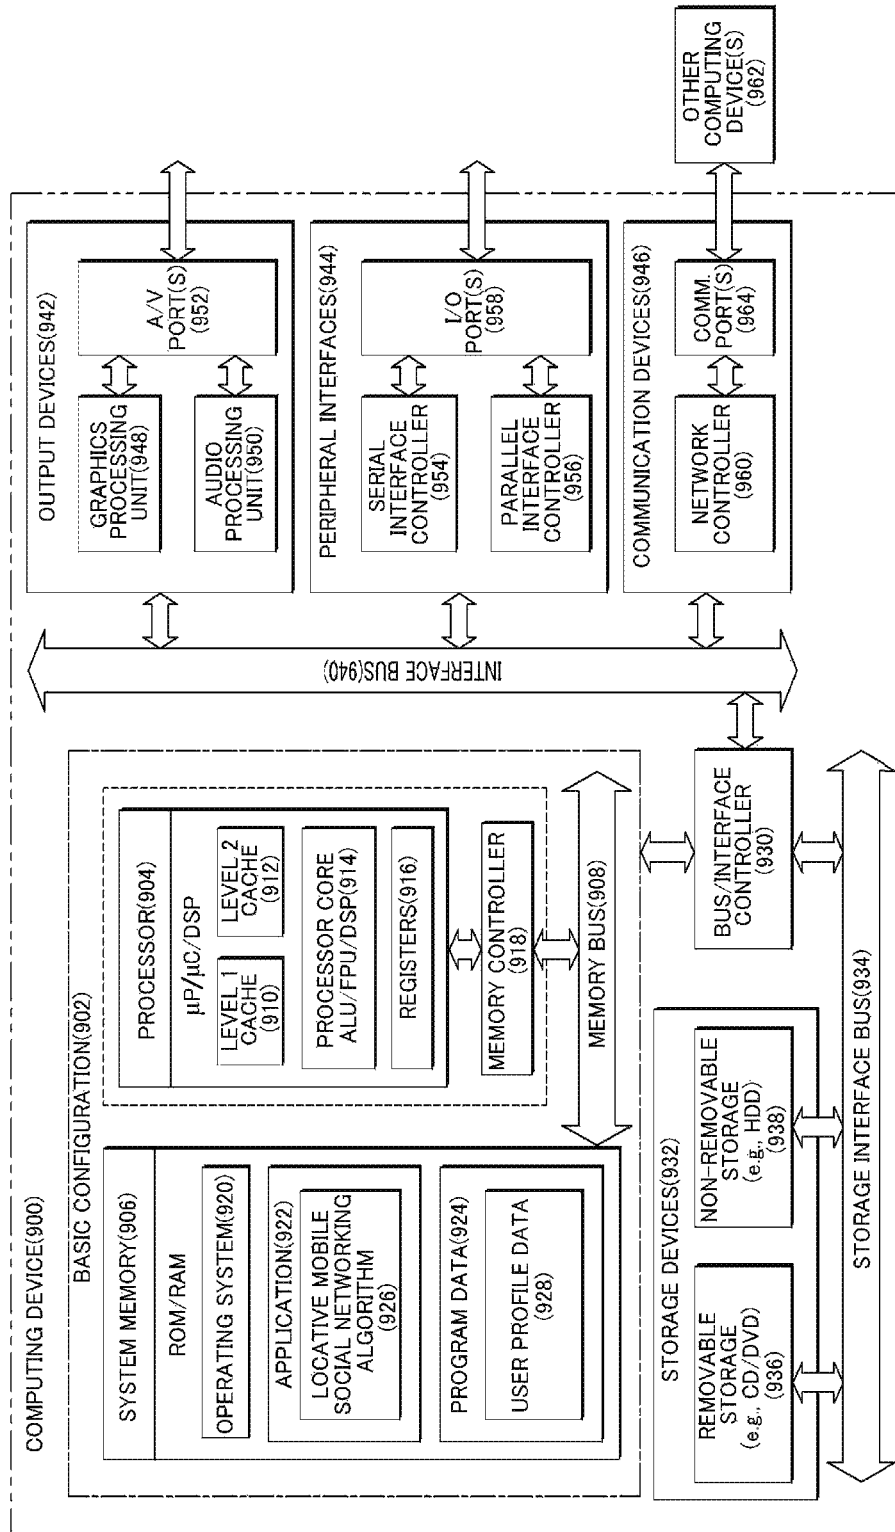 COMPUTING DEVICE(900)
BASIC CONFIGURATION(902)
SYSTEM MEMORY(906)
ROM/RAM
OPERATING SYSTEM(920)
APPLICATION(922)
LOCATIVE MOBILE
SOCIAL NETWORKING
ALGORITHM
(926)
PROGRAM DATA(924)
USER PROFILE DATA
(928)
PROCESSOR(904)
µP/µC/DSP
LEVEL 1
CACHE
(910)
LEVEL 2
CACHE
(912)
PROCESSOR CORE
ALU/FPU/DSP(914)
REGISTERS(916)
MEMORY CONTROLLER
(918)
MEMORY BUS(908)
BUS/INTERFACE
CONTROLLER
(930)
STORAGE DEVICES(932)
REMOVABLE
STORAGE
(e.g., CD/DVD)
(936)
NON-REMOVABLE
STORAGE
(e.g., HDD)
(938)
STORAGE INTERFACE BUS(934)
INTERFACE BUS(940)
OUTPUT DEVICES(942)
GRAPHICS
PROCESSING
UNIT(948)
AUDIO
PROCESSING
UNIT(950)
A/V
PORT(S)
(952)
PERIPHERAL INTERFACES(944)
SERIAL
INTERFACE
CONTROLLER
(954)
PARALLEL
INTERFACE
CONTROLLER
(956)
I/O
PORT(S)
(958)
COMMUNICATION DEVICES(946)
NETWORK
CONTROLLER
(960)
COMM.
PORT(S)
(964)
OTHER
COMPUTING
DEVICE(S)
(962)